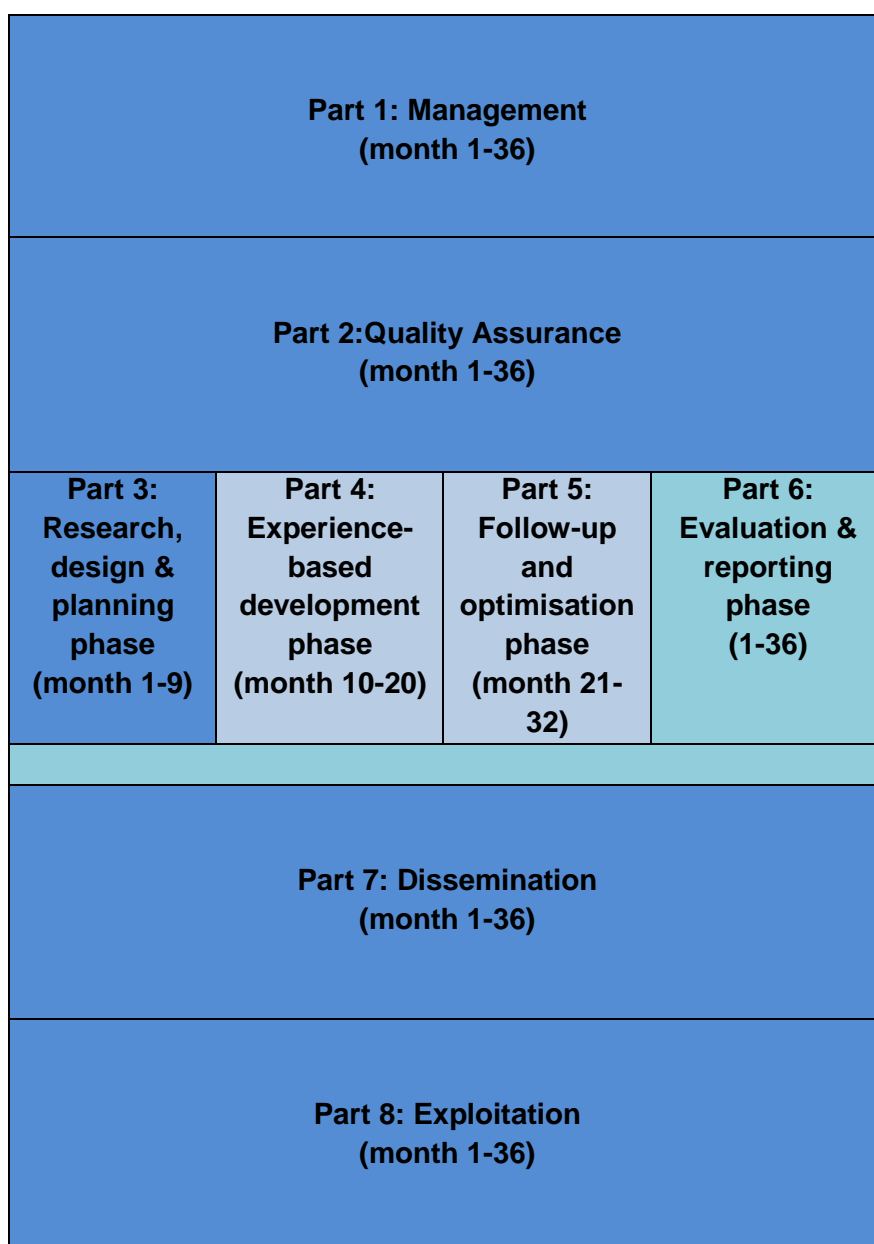 Part 1: Management
(month 1-36)
Part 2:Quality Assurance
(month 1-36)
Part 3:
Research,
design &
planning
phase
(month 1-9)
Part 4:
Experience-
based
development
phase
(month 10-20)
Part 5:
Follow-up
and
optimisation
phase
(month 21-
32)
Part 6:
Evaluation &
reporting
phase
(1-36)
Part 7: Dissemination
(month 1-36)
Part 8: Exploitation
(month 1-36)